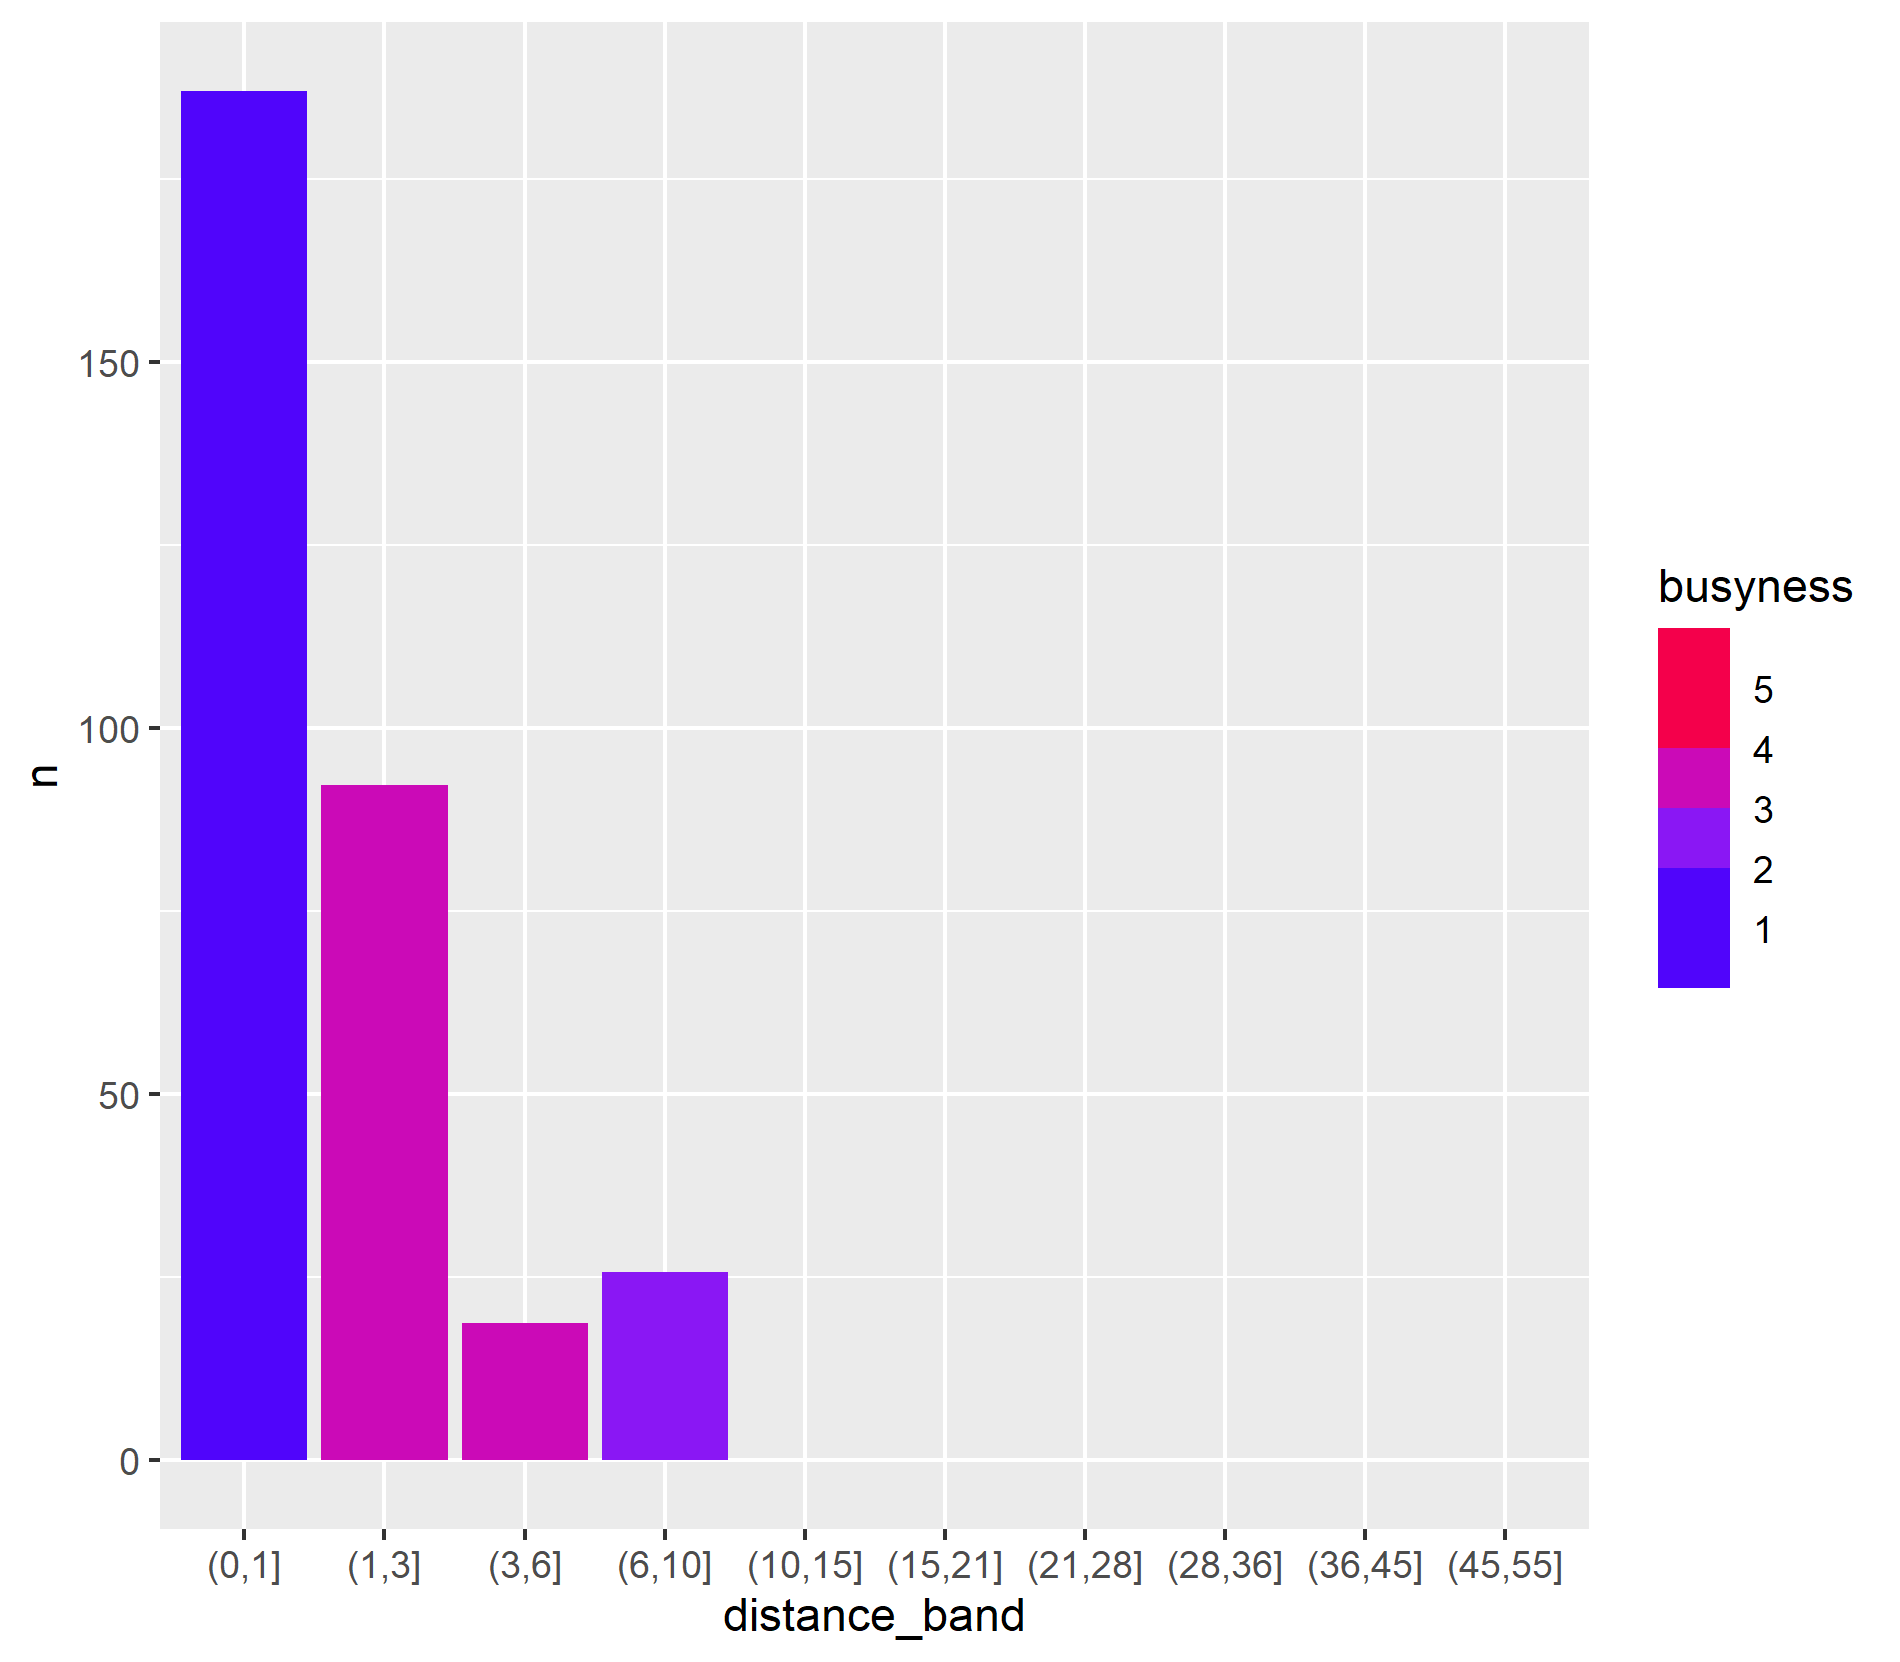 n
150
100
50
0
(0,1] (1,3] (3,6] (6,10] (10,15] (15,21] (21,28] (28,36] (36,45] (45,55]
distance_band
busyness
5
4
3
2
1